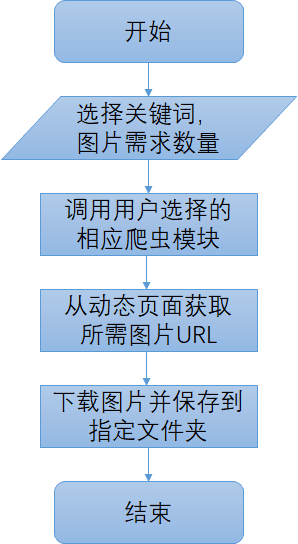 开始
选择关键词,
图片需求数量
调用用户选择的
相应爬虫模块
从动态页面获取
所需图片URL
下载图片并保存到
指定文件夹
结束